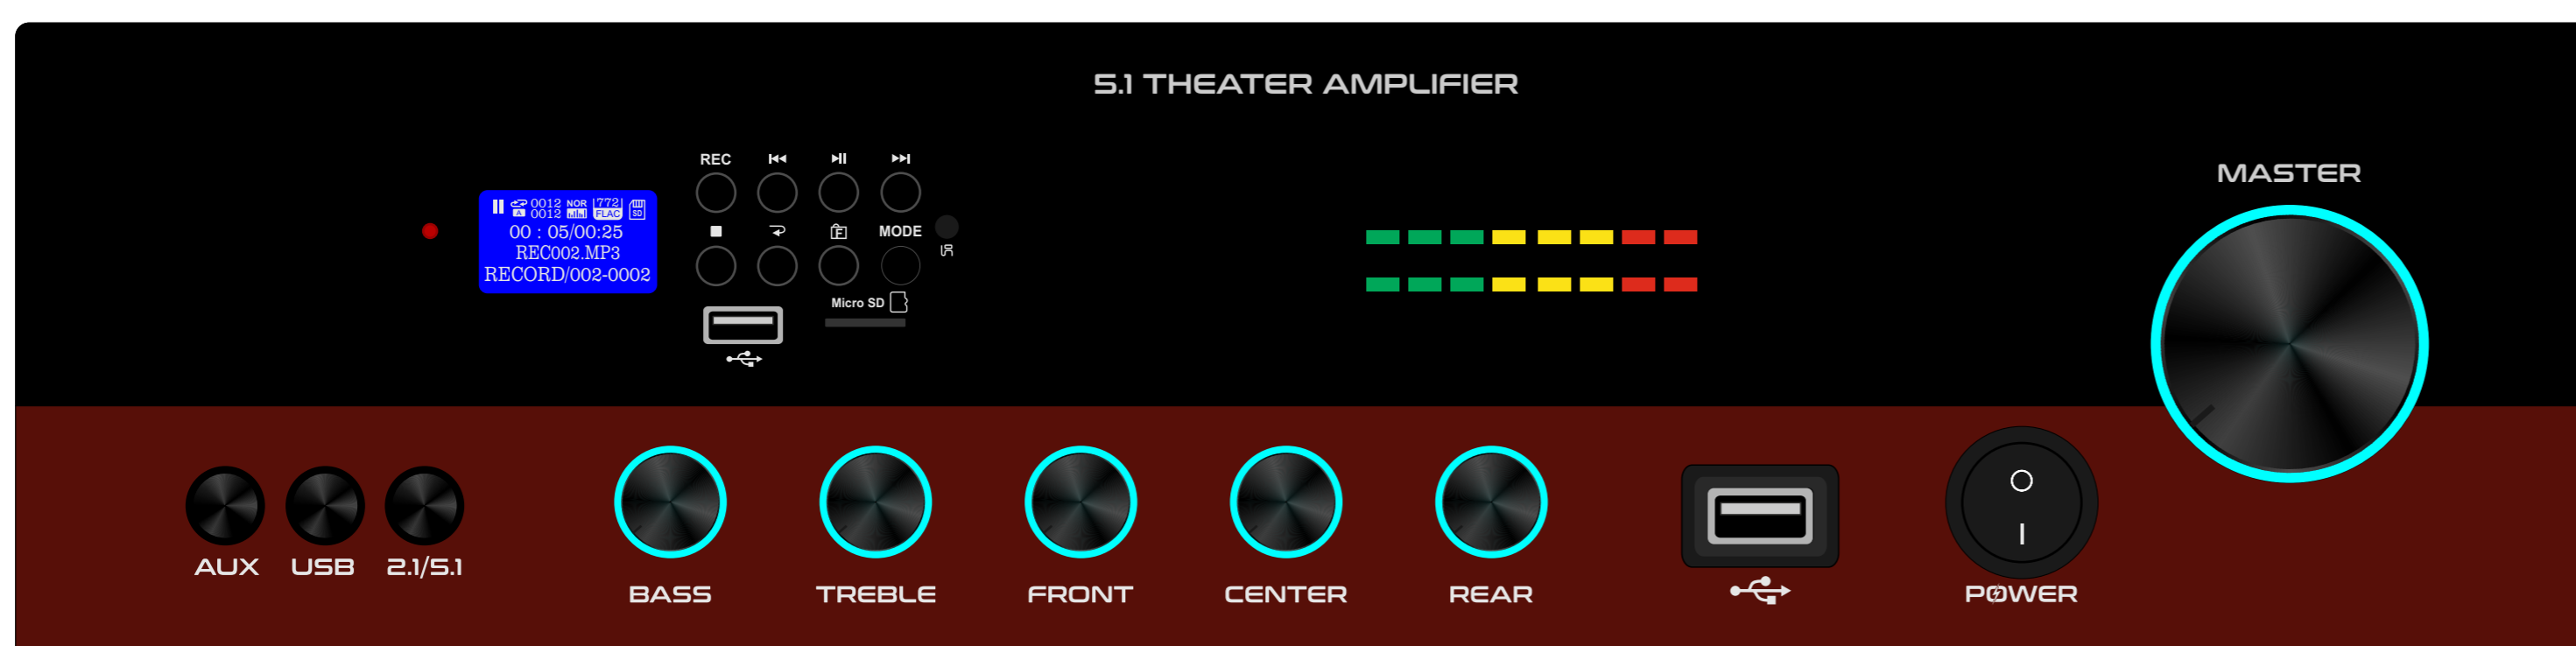 5.1 THEATER AMPLIFIER
REC
MASTER
A 0012 0012 NOR 772 FLAC SD
00 : 05/00:25
REC002.MP3
RECORD/002-0002
MODE
Micro SD
AUX USB 2.1/5.1
BASS TREBLE FRONT CENTER REAR POWER